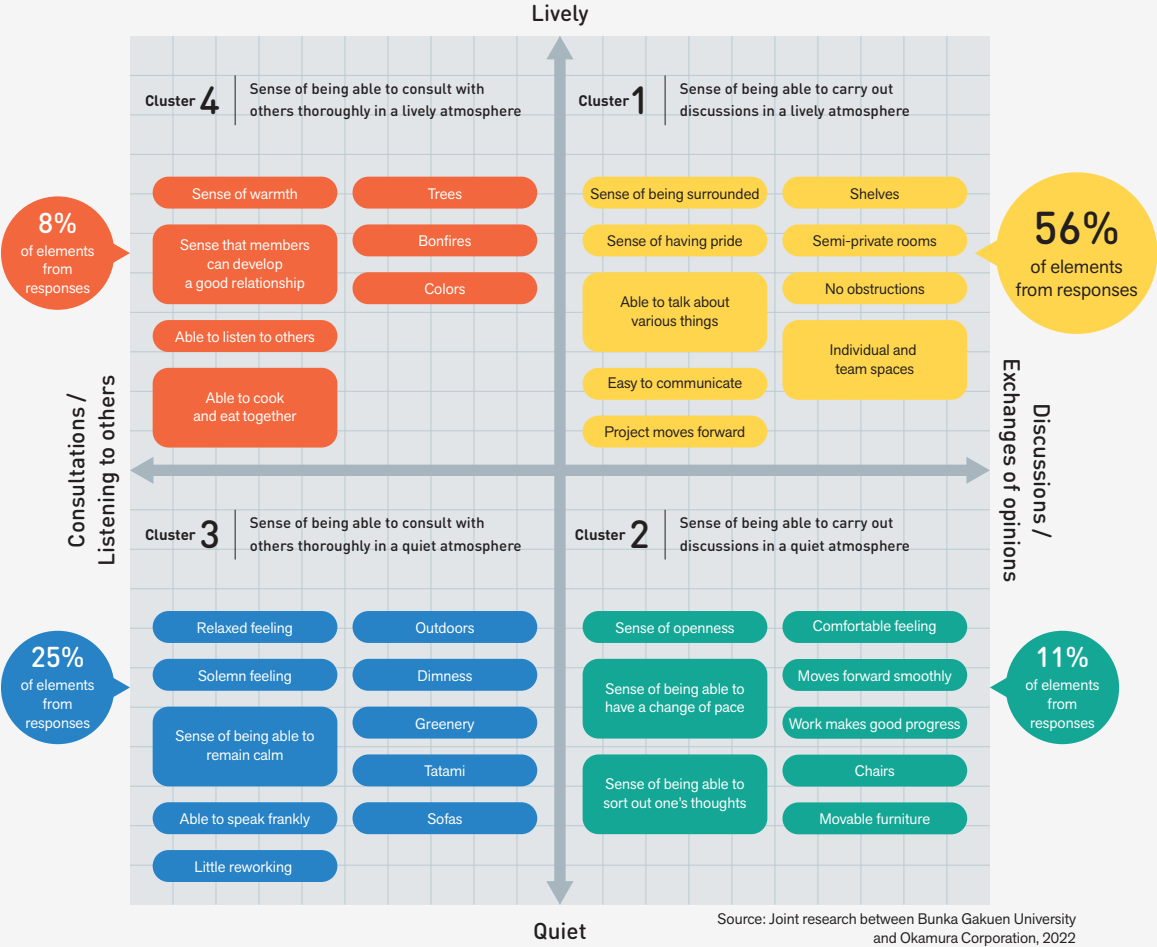 Lively
Cluster 4
Sense of being able to consult with
others thoroughly in a lively atmosphere
Cluster 1
Sense of being able to carry out
discussions in a lively atmosphere
8%
of elements
from
responses
Sense of warmth
Sense that members
can develop
a good relationship
Able to listen to others
Able to cook
and eat together
Trees
Bonfires
Colors
Sense of being surrounded
Sense of having pride
Able to talk about
various things
Easy to communicate
Project moves forward
Shelves
Semi-private rooms
No obstructions
Individual and
team spaces
56%
of elements
from responses
Consultations /
Listening to others
Discussions /
Exchanges of opinions
Cluster 3
Sense of being able to consult with
others thoroughly in a quiet atmosphere
Cluster 2
Sense of being able to carry out
discussions in a quiet atmosphere
25%
of elements
from
responses
Relaxed feeling
Solemn feeling
Sense of being able to
remain calm
Able to speak frankly
Little reworking
Outdoors
Dimness
Greenery
Tatami
Sofas
Sense of openness
Sense of being able to
have a change of pace
Sense of being able to
sort out one's thoughts
Comfortable feeling
Moves forward smoothly
Work makes good progress
Chairs
Movable furniture
11%
of elements
from
responses
Quiet
Source: Joint research between Bunka Gakuen University
and Okamura Corporation, 2022